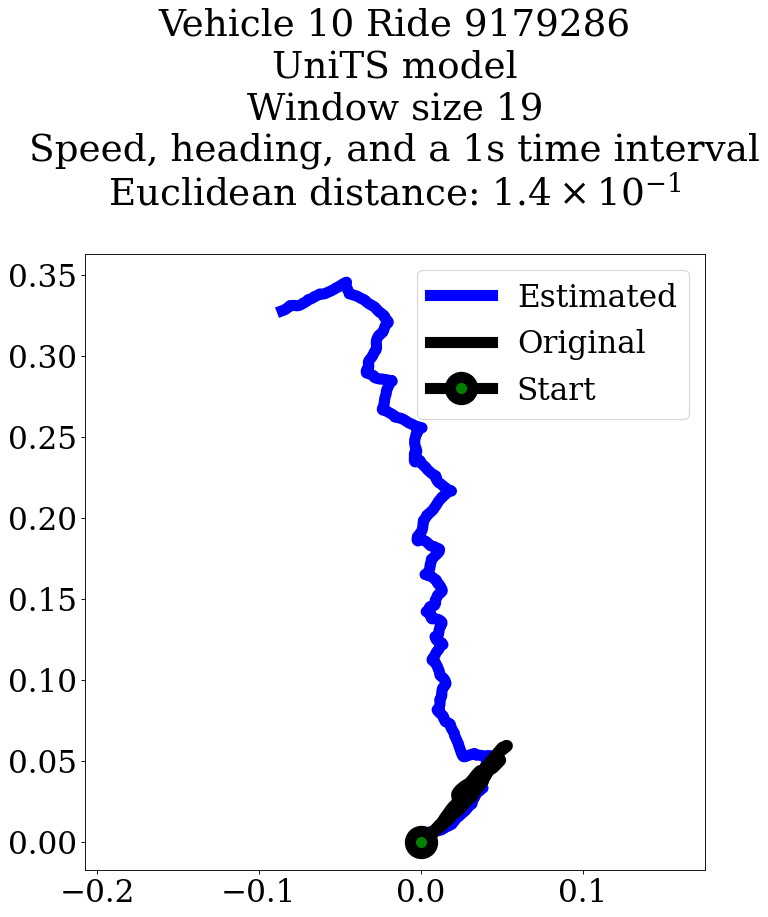 Vehicle 10 Ride 9179286
UniTS model
Window size 19
Speed, heading, and a 1s time interval
Euclidean distance: 1.4 × 10⁻¹
0.35
0.30
0.25
0.20
0.15
0.10
0.05
0.00
−0.2
−0.1
0.0
0.1
Estimated
Original
Start